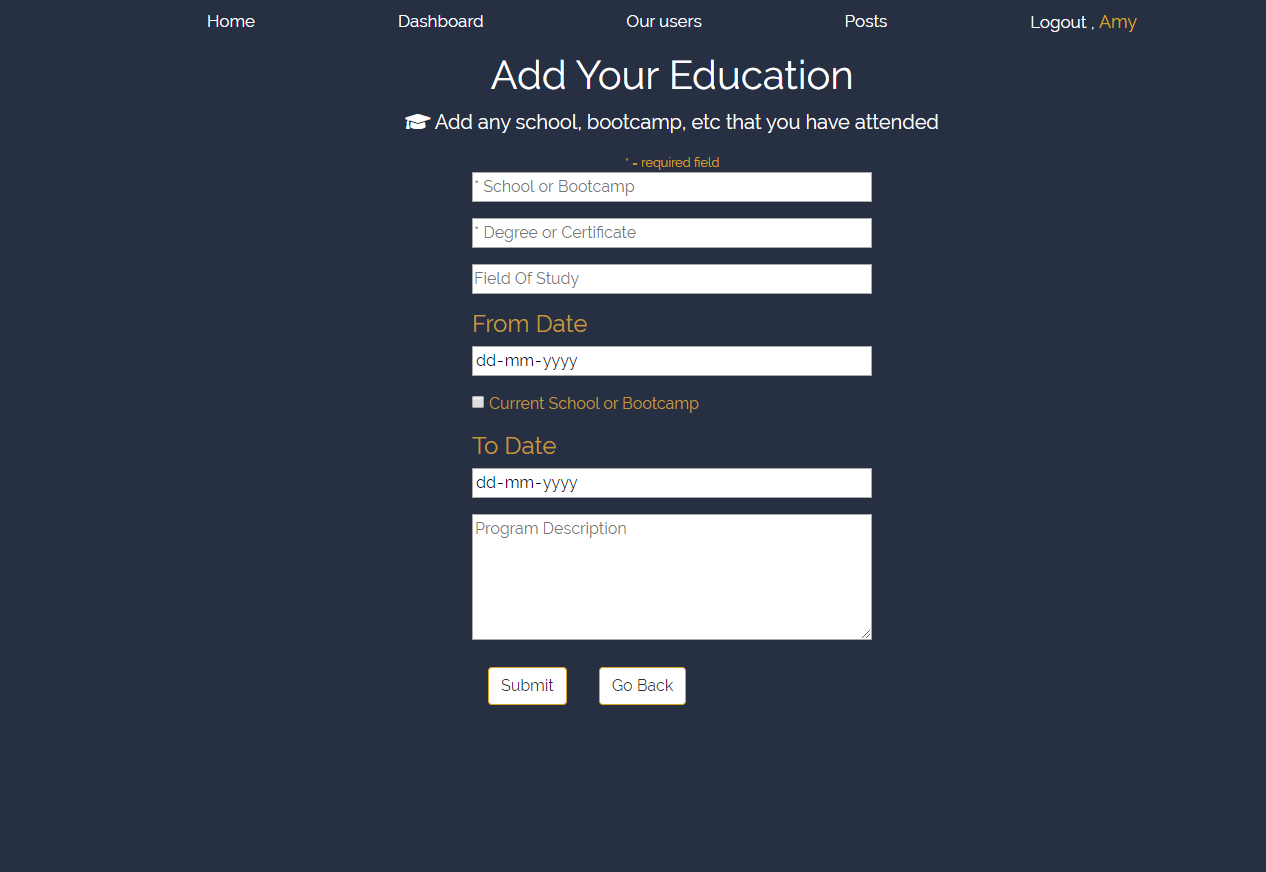 Home Dashboard Our users Posts Logout , Amy
Add Your Education
Add any school, bootcamp, etc that you have attended
* = required field
* School or Bootcamp
* Degree or Certificate
Field Of Study
From Date
dd-mm-yyyy
Current School or Bootcamp
To Date
dd-mm-yyyy
Program Description
Submit Go Back